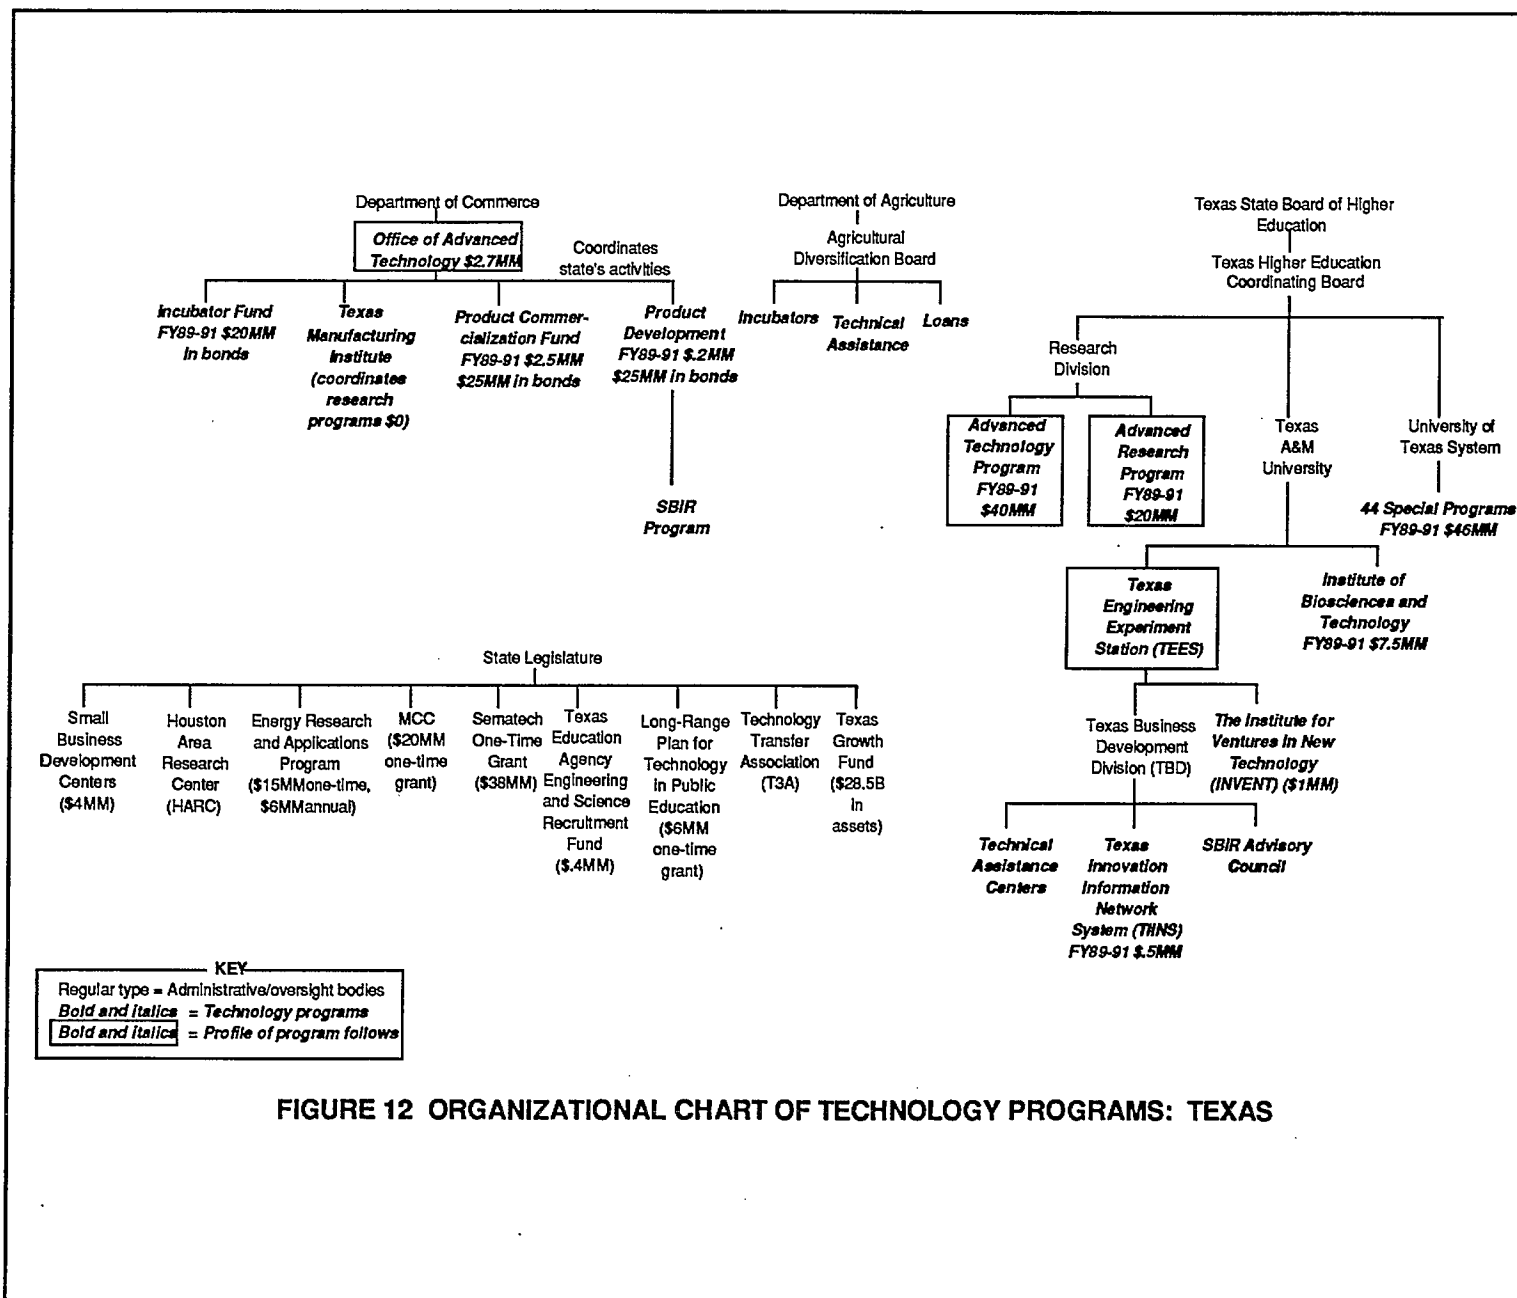 Department of Commerce
Office of Advanced
Technology $2.7MM
Coordinates
state's activities
Incubator Fund
FY89-91 $20MM
in bonds
Texas
Manufacturing
Institute
(coordinates
research
programs $0)
Product Commer-
cialization Fund
FY89-91 $2.5MM
$25MM in bonds
Product
Development
FY89-91 $.2MM
$25MM in bonds
SBIR
Program
Department of Agriculture
Agricultural
Diversification Board
Incubators
Technical
Assistance
Loans
Texas State Board of Higher
Education
Texas Higher Education
Coordinating Board
Research
Division
Advanced
Technology
Program
FY89-91
$40MM
Advanced
Research
Program
FY89-91
$20MM
Texas
A&M
University
University of
Texas System
44 Special Programs
FY89-91 $46MM
Texas
Engineering
Experiment
Station (TEES)
Institute of
Biosciences and
Technology
FY89-91 $7.5MM
Texas Business
Development
Division (TBD)
The Institute for
Ventures in New
Technology
(INVENT) ($1MM)
Technical
Assistance
Centers
Texas
Innovation
Information
Network
System (TIINS)
FY89-91 $.5MM
SBIR Advisory
Council
State Legislature
Small
Business
Development
Centers
($4MM)
Houston
Area
Research
Center
(HARC)
Energy Research
and Applications
Program
($15MMone-time,
$6MMannual)
MCC
($20MM
one-time
grant)
Sematech
One-Time
Grant
($38MM)
Texas
Education
Agency
Engineering
and Science
Recruitment
Fund
($.4MM)
Long-Range
Plan for
Technology
in Public
Education
($6MM
one-time
grant)
Technology
Transfer
Association
(T3A)
Texas
Growth
Fund
($28.5B
in
assets)
KEY
Regular type = Administrative/oversight bodies
Bold and italics = Technology programs
Bold and italics = Profile of program follows
FIGURE 12 ORGANIZATIONAL CHART OF TECHNOLOGY PROGRAMS: TEXAS